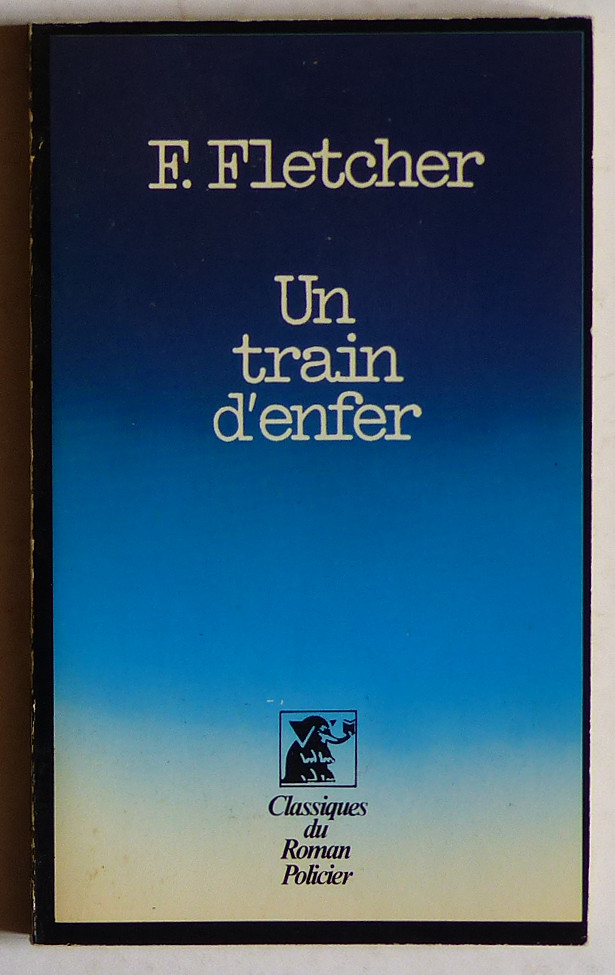 F. Fletcher
Un
train
d'enfer
Classiques
du
Roman
Policier